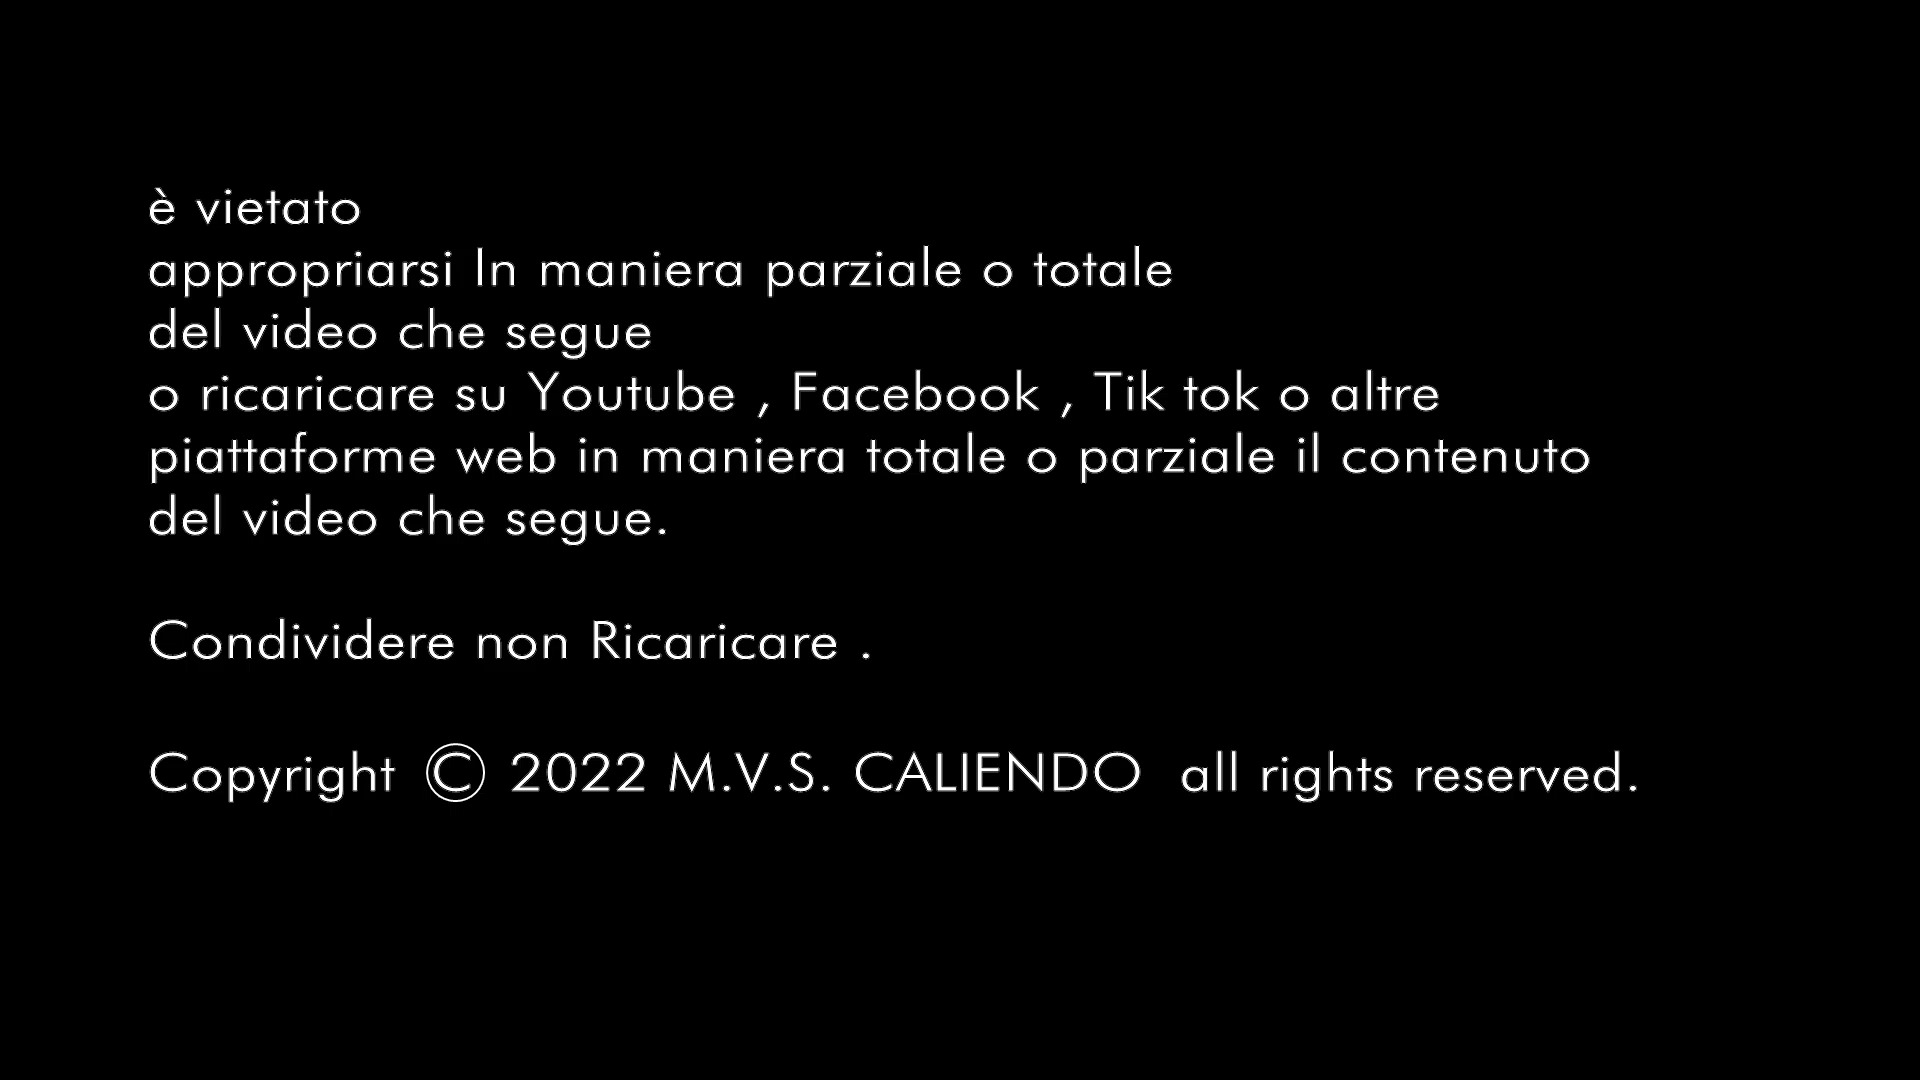 è vietato
appropriarsi In maniera parziale o totale
del video che segue
o ricaricare su Youtube , Facebook , Tik tok o altre
piattaforme web in maniera totale o parziale il contenuto
del video che segue.
Condividere non Ricaricare .
Copyright © 2022 M.V.S. CALIENDO all rights reserved.